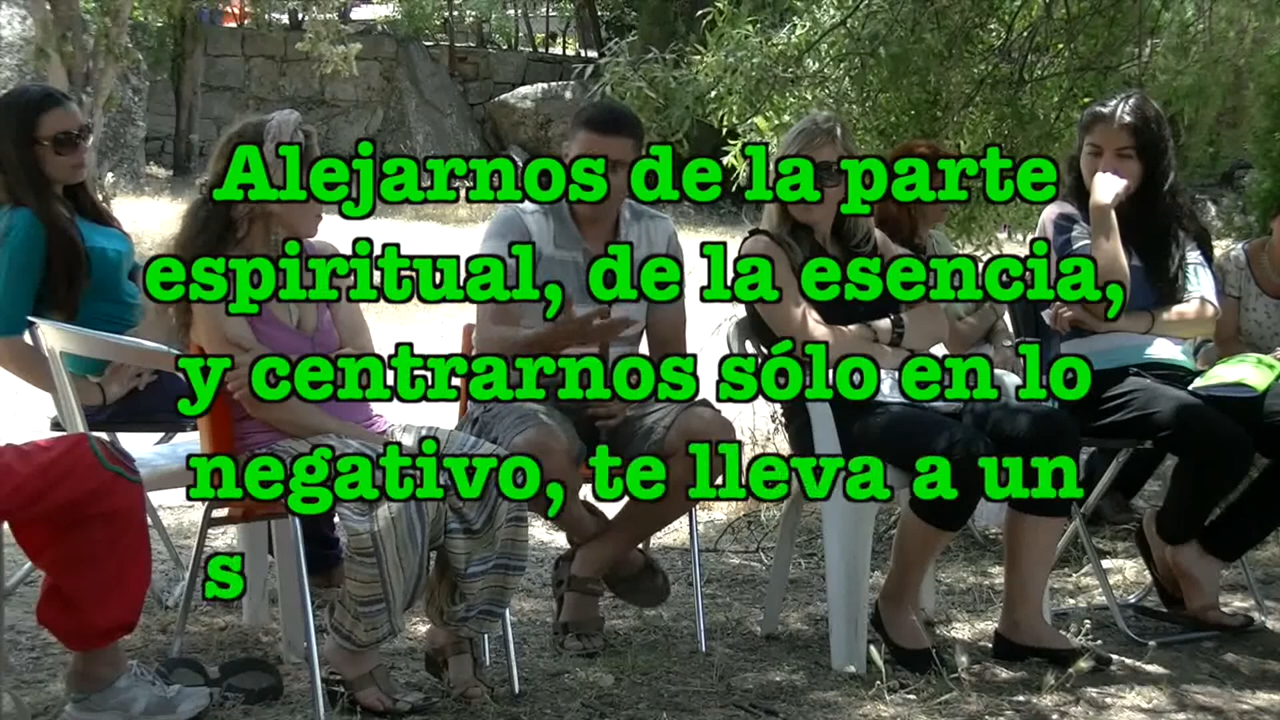 Alejarnos de la parte
espiritual, de la esencia,
y centrarnos sólo en lo
negativo, te lleva a un
s